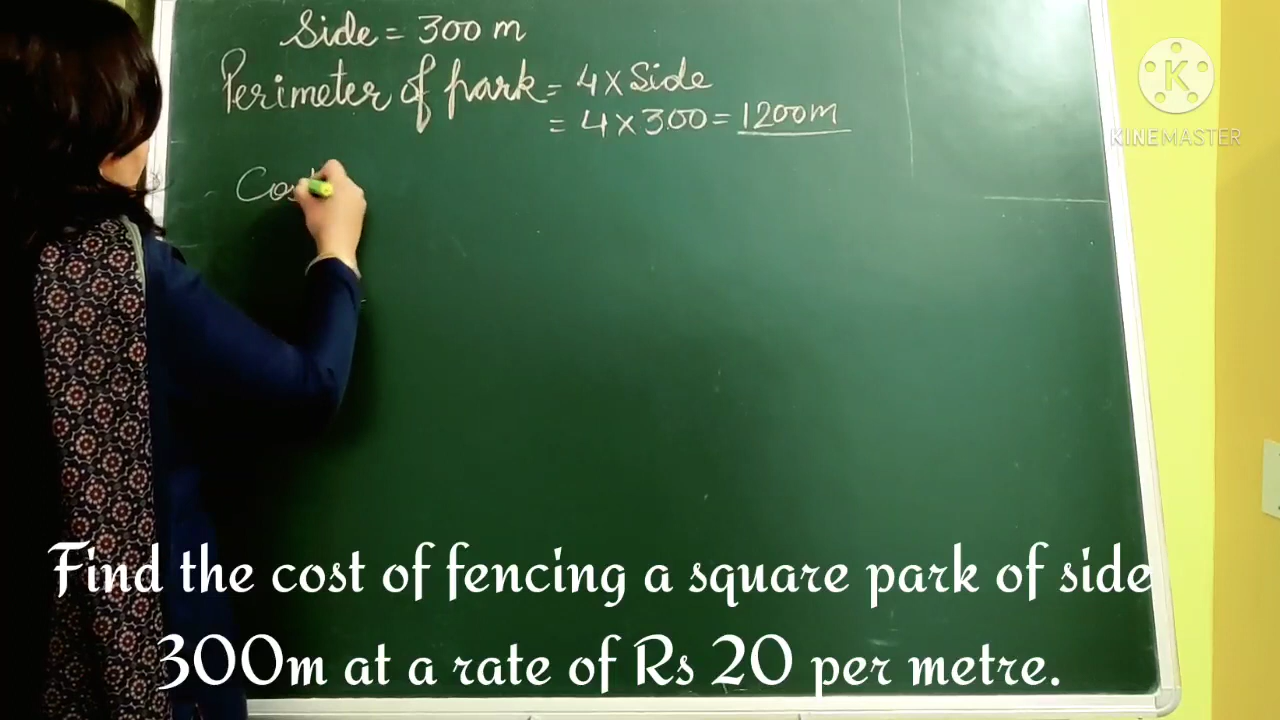 Side = 300 m
Perimeter of park = 4 x Side
= 4 x 300 = 1200m
K
KINEMASTER
Find the cost of fencing a square park of side
300m at a rate of Rs 20 per metre.